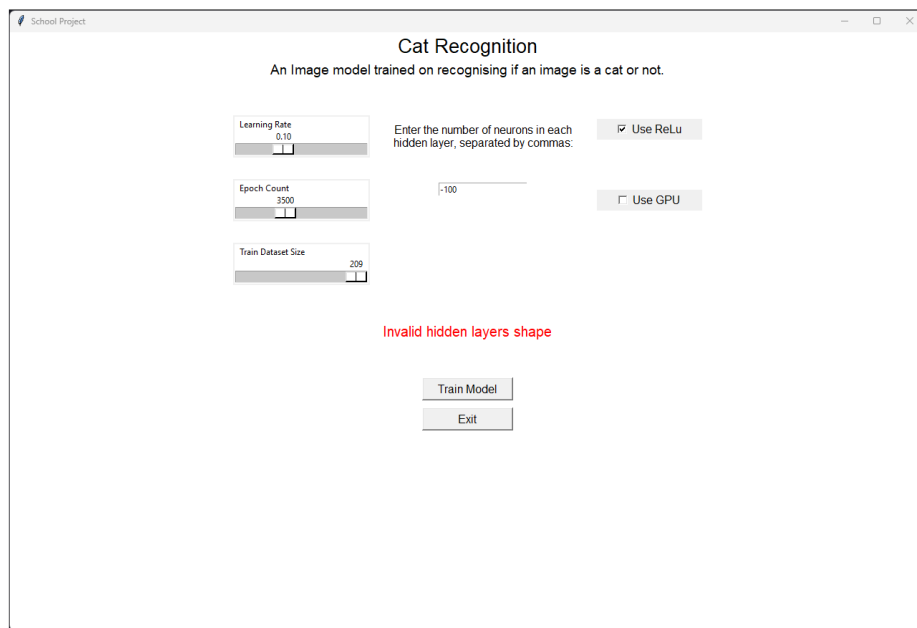 School Project
Cat Recognition
An Image model trained on recognising if an image is a cat or not.
Learning Rate
0.10
Enter the number of neurons in each
hidden layer, separated by commas:
Use ReLu
Epoch Count
3500
-100
Use GPU
Train Dataset Size
209
Invalid hidden layers shape
Train Model
Exit